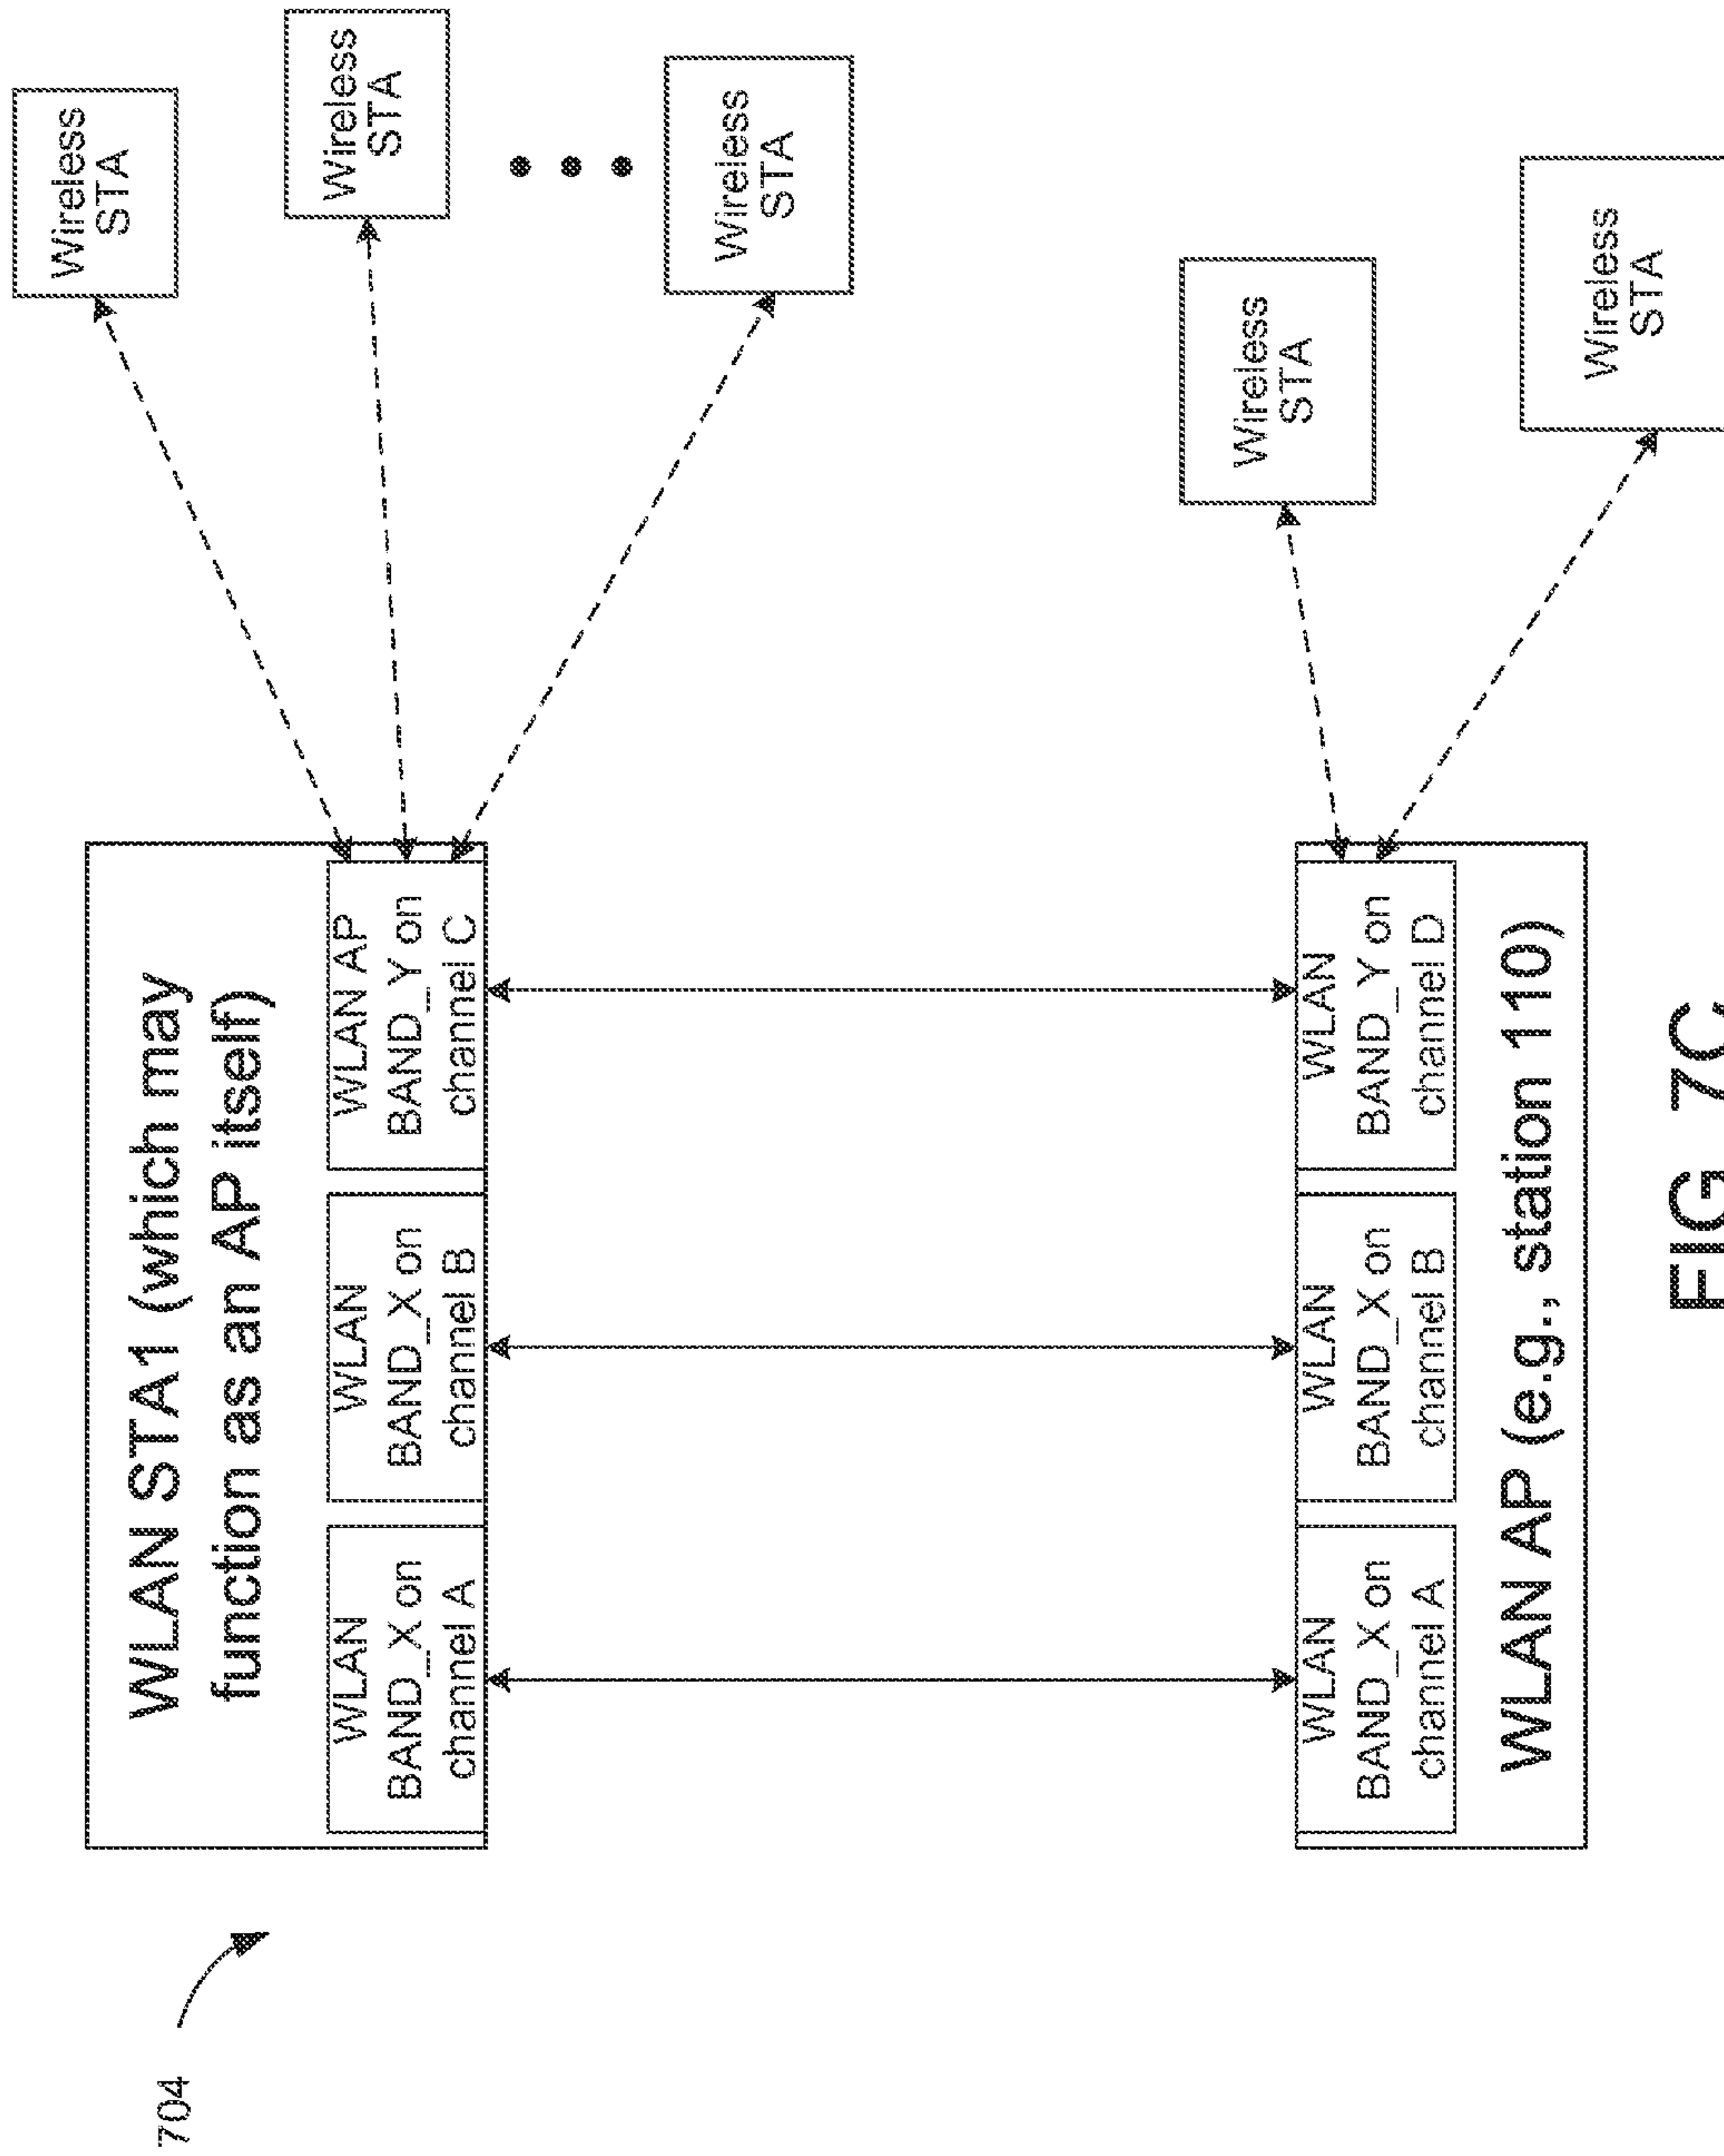 704
WLAN STA1 (which may
function as an AP itself)
WLAN
BAND_X on
channel A
WLAN
BAND_X on
channel B
WLAN AP
BAND_Y on
channel C
Wireless
STA
Wireless
STA
Wireless
STA
WLAN
BAND_X on
channel A
WLAN
BAND_X on
channel B
WLAN
BAND_Y on
channel D
WLAN AP (e.g., station 110)
Wireless
STA
Wireless
STA
FIG 7C